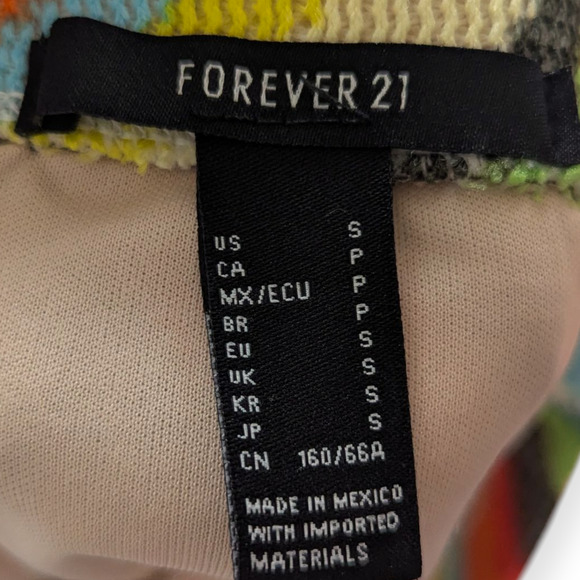 FOREVER 21
US S
CA P
MX/ECU P
BR P
EU S
UK S
KR S
JP S
CN 160/66A
MADE IN MEXICO
WITH IMPORTED
MATERIALS